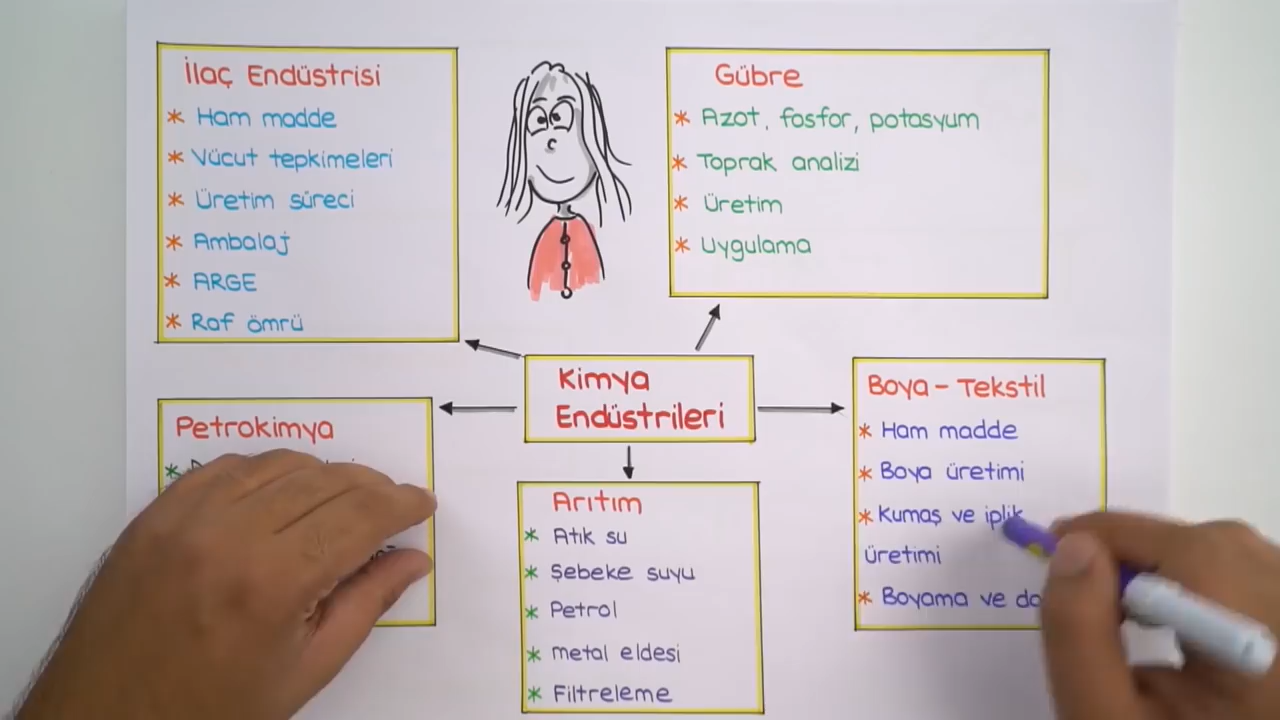 İlaç Endüstrisi
* Ham madde
* Vücut tepkimeleri
* Üretim süreci
* Ambalaj
* ARGE
* Raf ömrü
Gübre
* Azot, fosfor, potasyum
* Toprak analizi
* Üretim
* Uygulama
Kimya
Endüstrileri
Petrokimya
*
Arıtım
* Atık su
* Şebeke suyu
* Petrol
* metal eldesi
* Filtreleme
Boya - Tekstil
* Ham madde
* Boya üretimi
* Kumaş ve iplik
üretimi
* Boyama ve